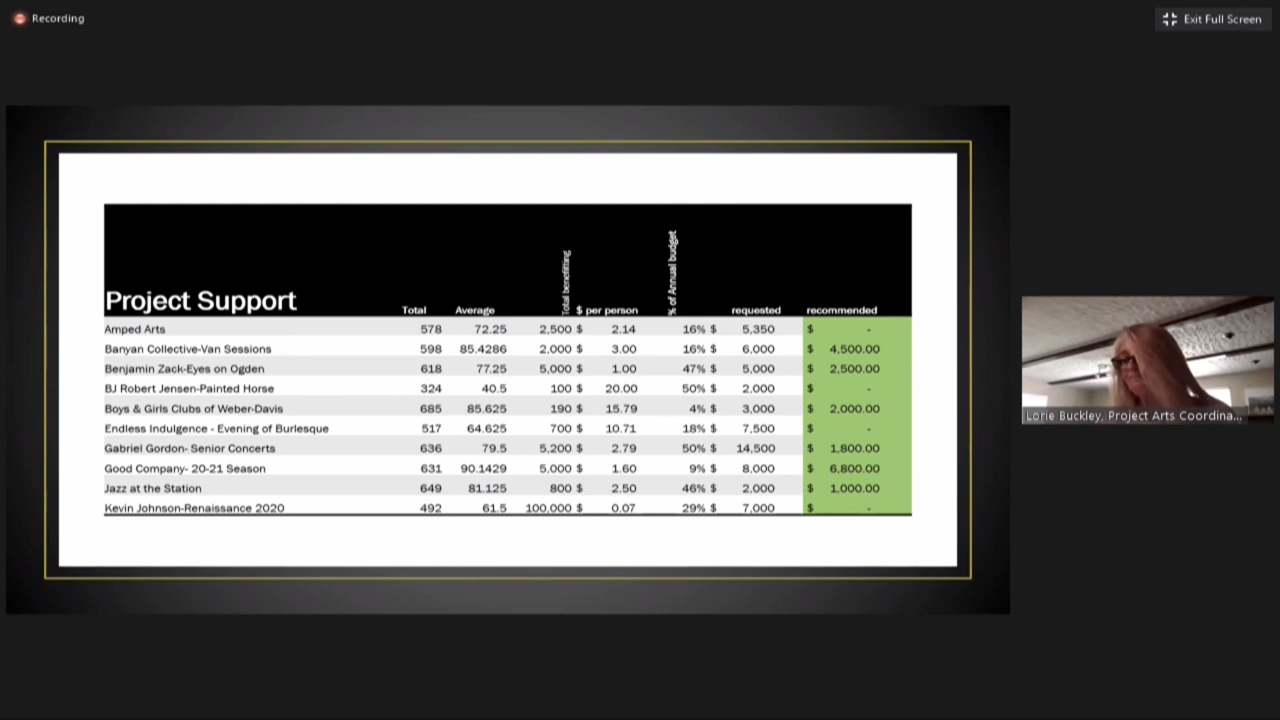 Recording
Exit Full Screen
Project Support Total Average Total benefitting $ per person % of Annual budget requested recommended
Amped Arts 578 72.25 2,500 $ 2.14 16% $ 5,350 $ -
Banyan Collective-Van Sessions 598 85.4286 2,000 $ 3.00 16% $ 6,000 $ 4,500.00
Benjamin Zack-Eyes on Ogden 618 77.25 5,000 $ 1.00 47% $ 5,000 $ 2,500.00
BJ Robert Jensen-Painted Horse 324 40.5 100 $ 20.00 50% $ 2,000 $ -
Boys & Girls Clubs of Weber-Davis 685 85.625 190 $ 15.79 4% $ 3,000 $ 2,000.00
Endless Indulgence - Evening of Burlesque 517 64.625 700 $ 10.71 18% $ 7,500 $ -
Gabriel Gordon- Senior Concerts 636 79.5 5,200 $ 2.79 50% $ 14,500 $ 1,800.00
Good Company- 20-21 Season 631 90.1429 5,000 $ 1.60 9% $ 8,000 $ 6,800.00
Jazz at the Station 649 81.125 800 $ 2.50 46% $ 2,000 $ 1,000.00
Kevin Johnson-Renaissance 2020 492 61.5 100,000 $ 0.07 29% $ 7,000 $ -
Lorie Buckley, Project Arts Coordina...